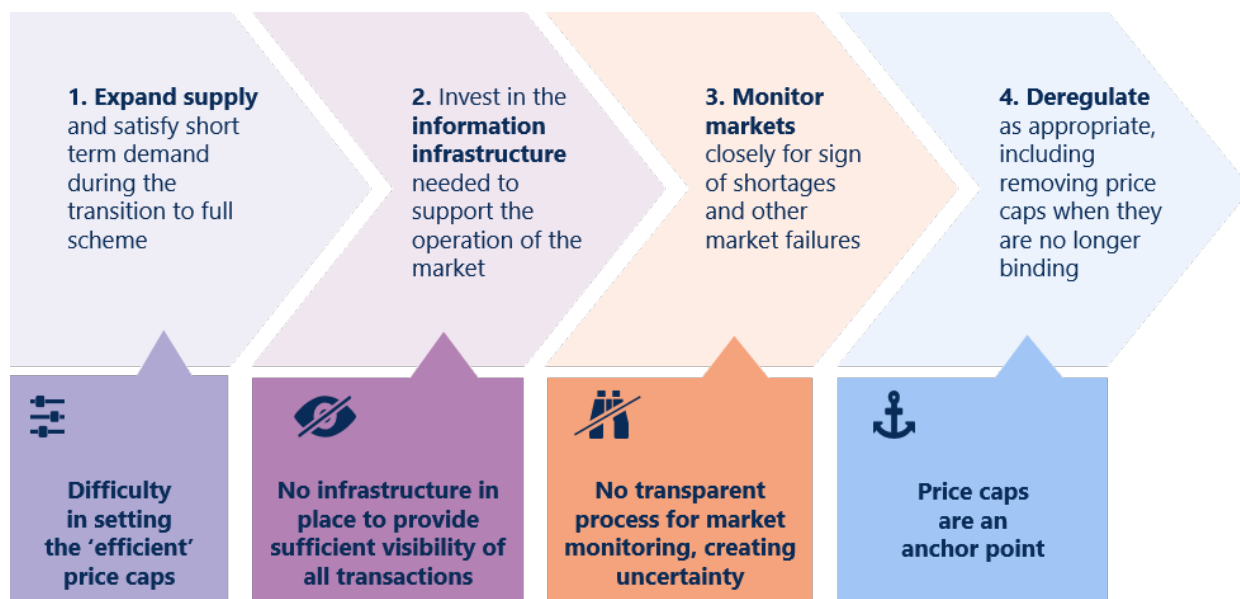 1. Expand supply
and satisfy short
term demand
during the
transition to full
scheme
2. Invest in the
information
infrastructure
needed to
support the
operation of the
market
3. Monitor
markets
closely for sign
of shortages
and other
market failures
4. Deregulate
as appropriate,
including
removing price
caps when they
are no longer
binding
Difficulty
in setting
the ‘efficient’
price caps
No infrastructure in
place to provide
sufficient visibility of
all transactions
No transparent
process for market
monitoring, creating
uncertainty
Price caps
are an
anchor point